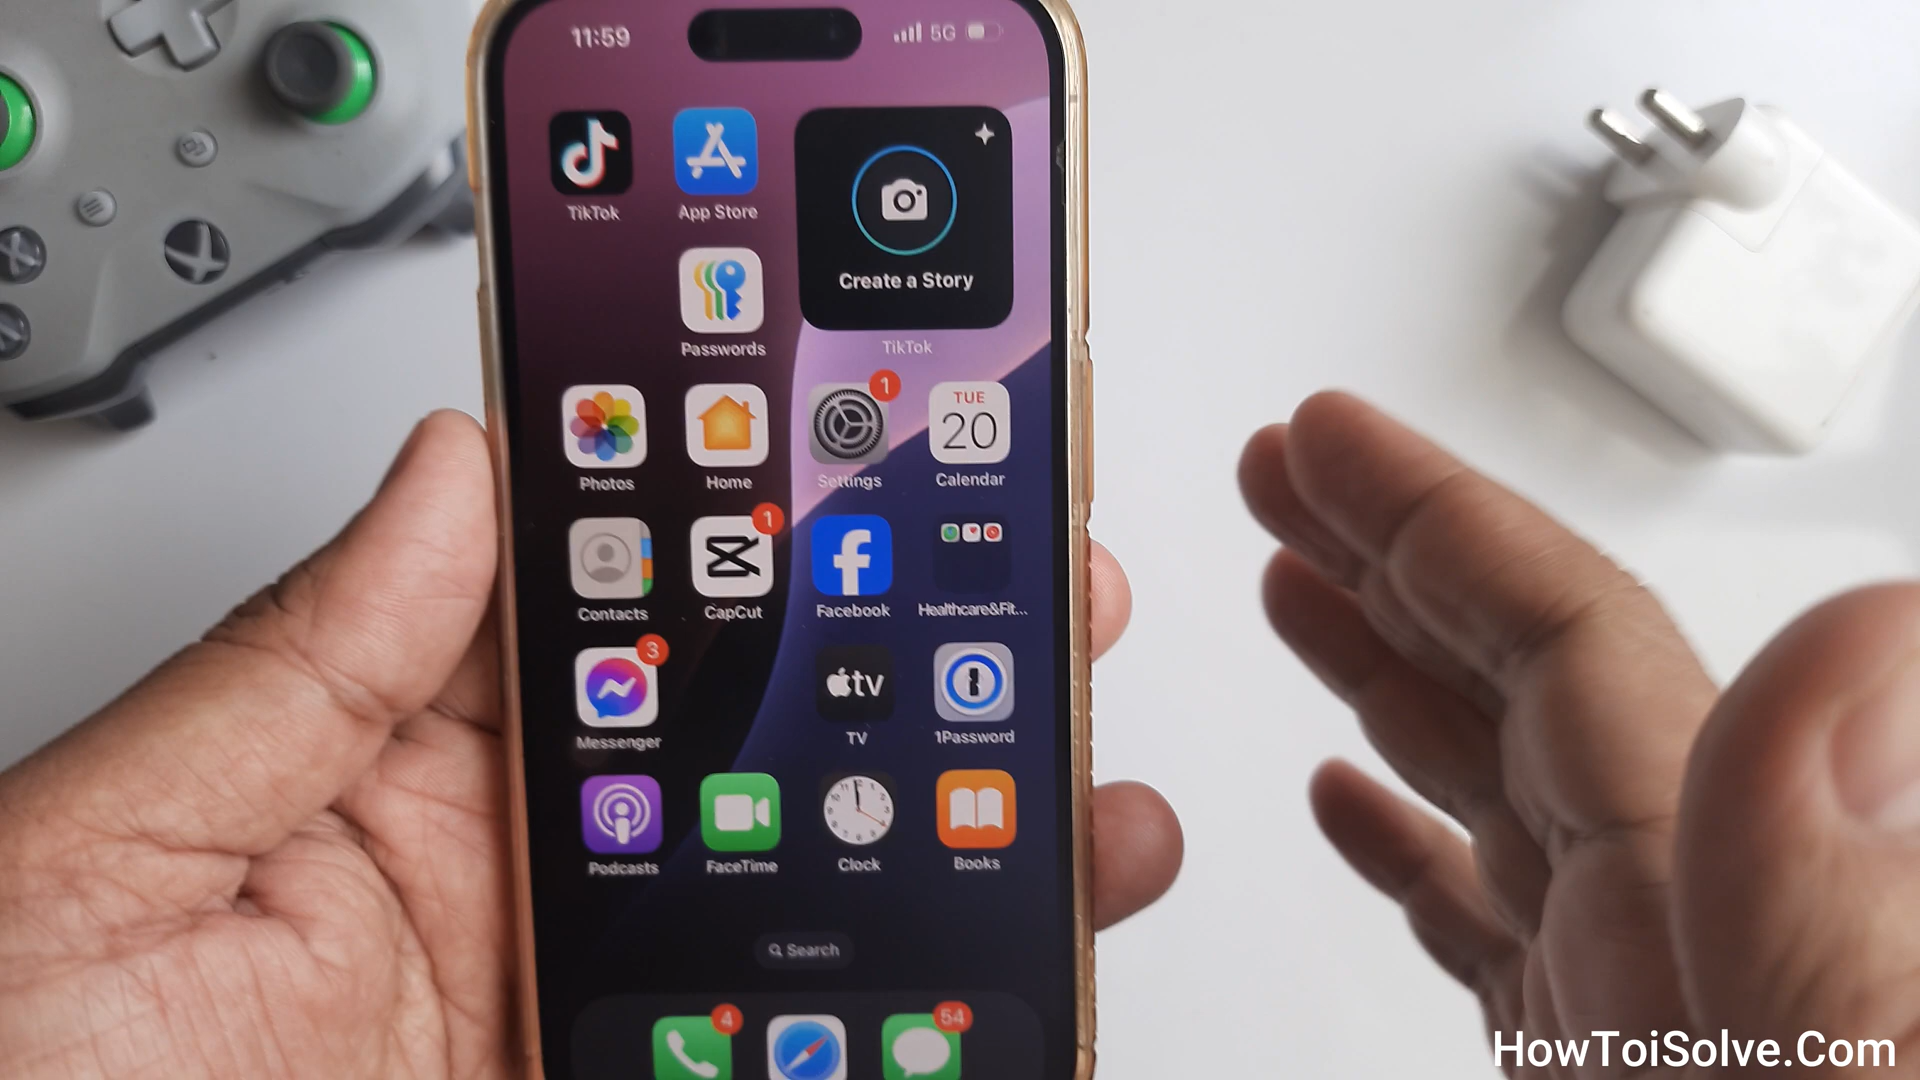 11:59 5G
TikTok App Store
Create a Story
Passwords TikTok
1
TUE
20
Photos Home Settings Calendar
1
Contacts CapCut Facebook Healthcare&Fit...
3
tv
Messenger TV 1Password
Podcasts FaceTime Clock Books
Search
4 54
HowToiSolve.Com